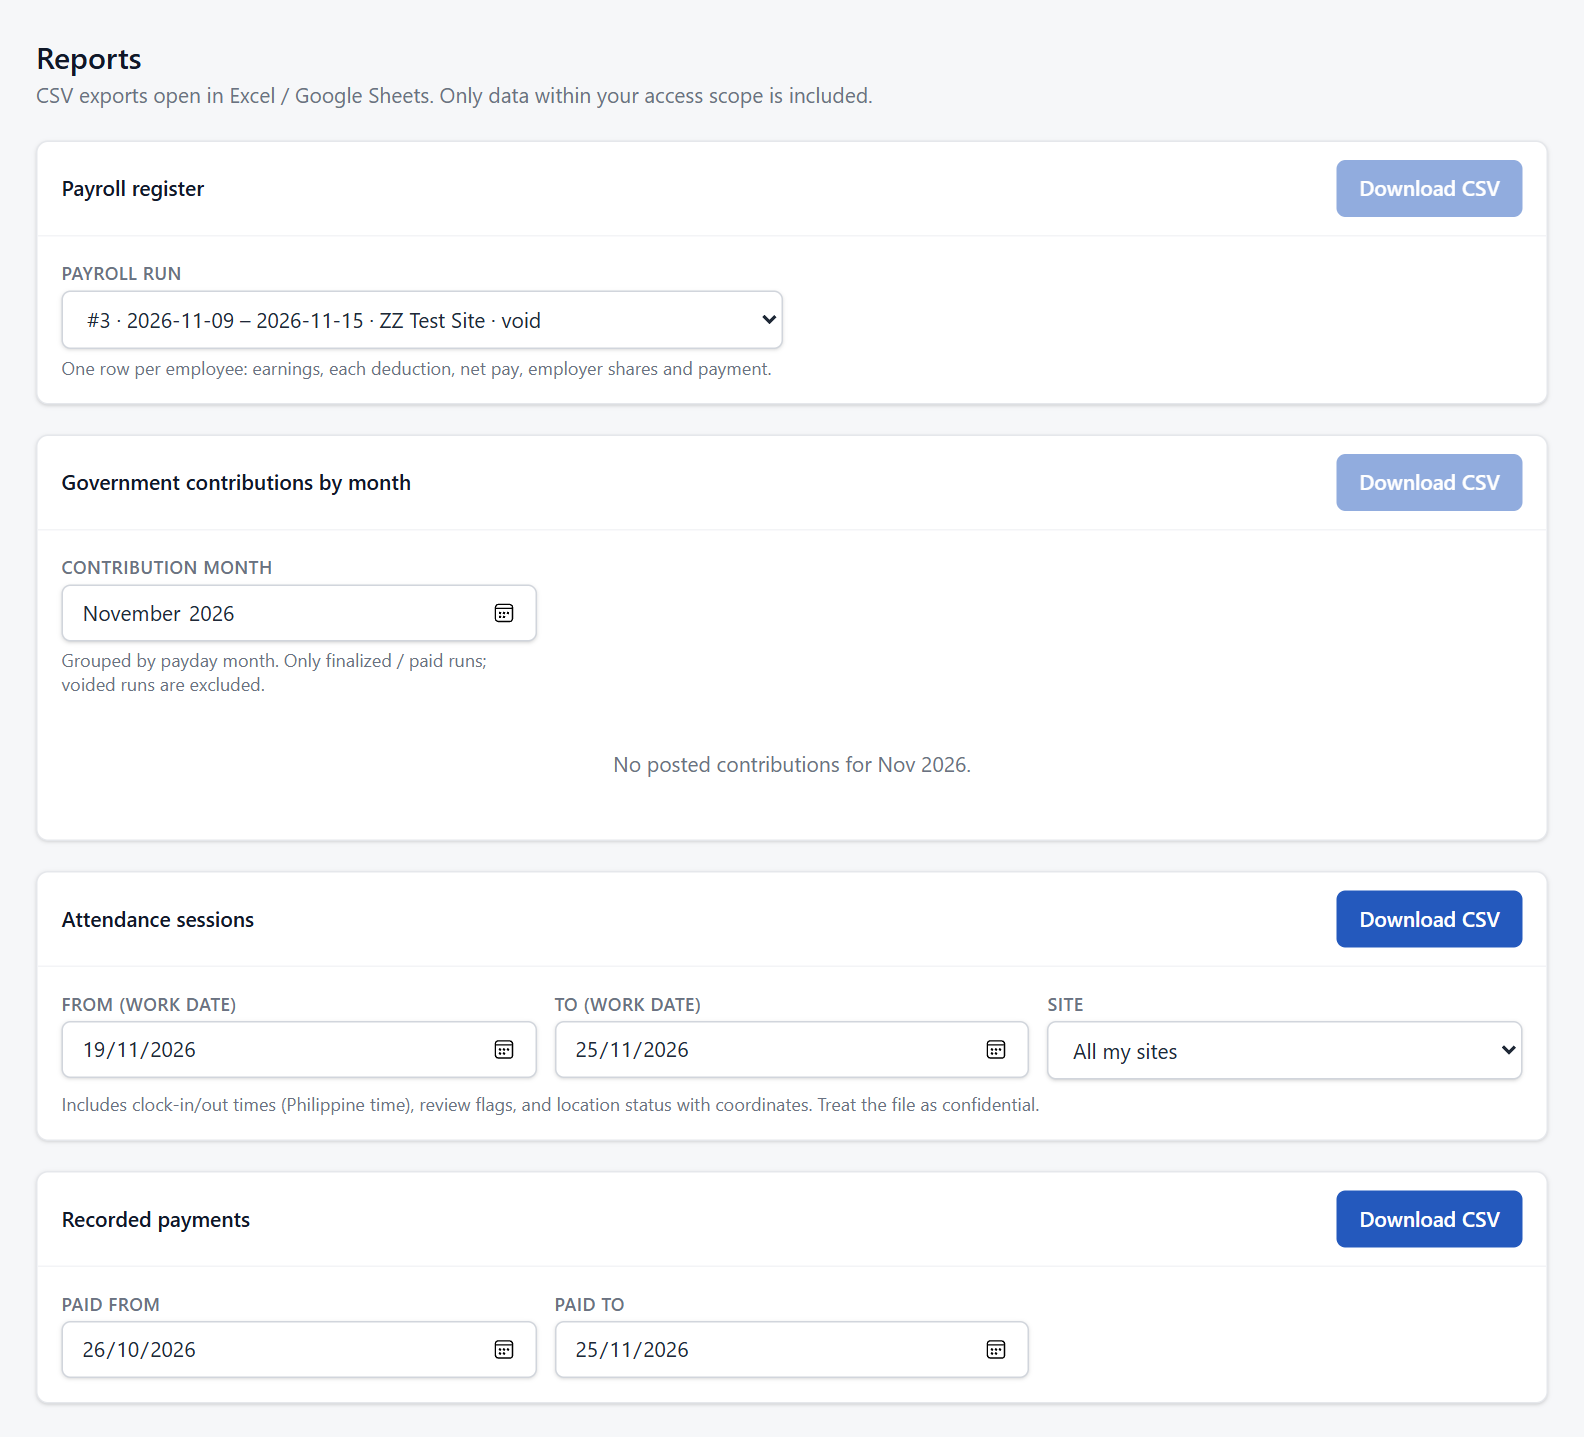 Reports
CSV exports open in Excel / Google Sheets. Only data within your access scope is included.
Payroll register
Download CSV
PAYROLL RUN
#3 · 2026-11-09 – 2026-11-15 · ZZ Test Site · void
One row per employee: earnings, each deduction, net pay, employer shares and payment.
Government contributions by month
Download CSV
CONTRIBUTION MONTH
November 2026
Grouped by payday month. Only finalized / paid runs;
voided runs are excluded.
No posted contributions for Nov 2026.
Attendance sessions
Download CSV
FROM (WORK DATE)
TO (WORK DATE)
SITE
19/11/2026
25/11/2026
All my sites
Includes clock-in/out times (Philippine time), review flags, and location status with coordinates. Treat the file as confidential.
Recorded payments
Download CSV
PAID FROM
PAID TO
26/10/2026
25/11/2026